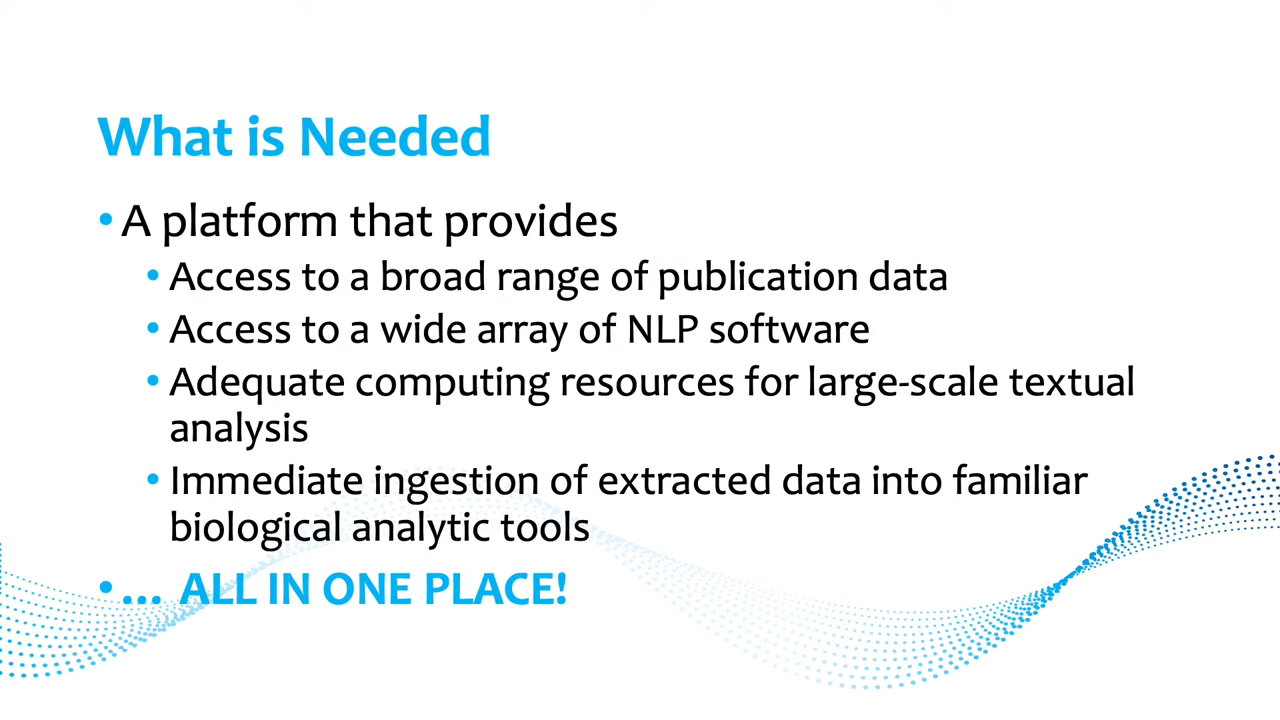 What is Needed
• A platform that provides
• Access to a broad range of publication data
• Access to a wide array of NLP software
• Adequate computing resources for large-scale textual
analysis
• Immediate ingestion of extracted data into familiar
biological analytic tools
• … ALL IN ONE PLACE!